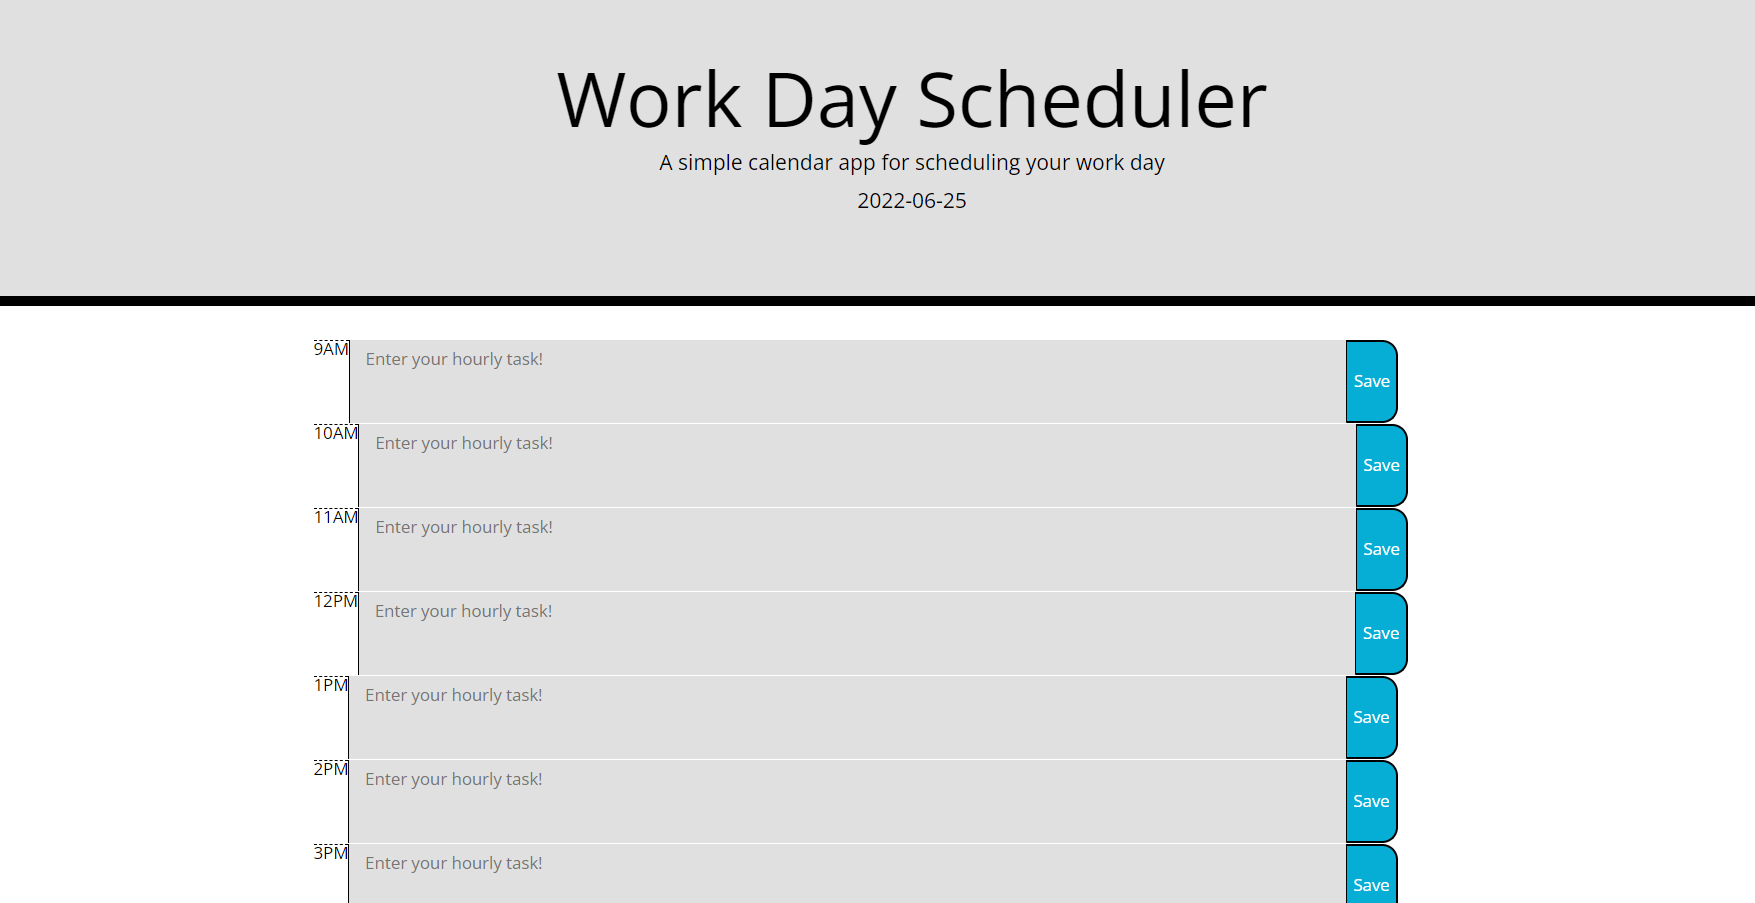 Work Day Scheduler
A simple calendar app for scheduling your work day
2022-06-25
9AM Enter your hourly task! Save
10AM Enter your hourly task! Save
11AM Enter your hourly task! Save
12PM Enter your hourly task! Save
1PM Enter your hourly task! Save
2PM Enter your hourly task! Save
3PM Enter your hourly task! Save